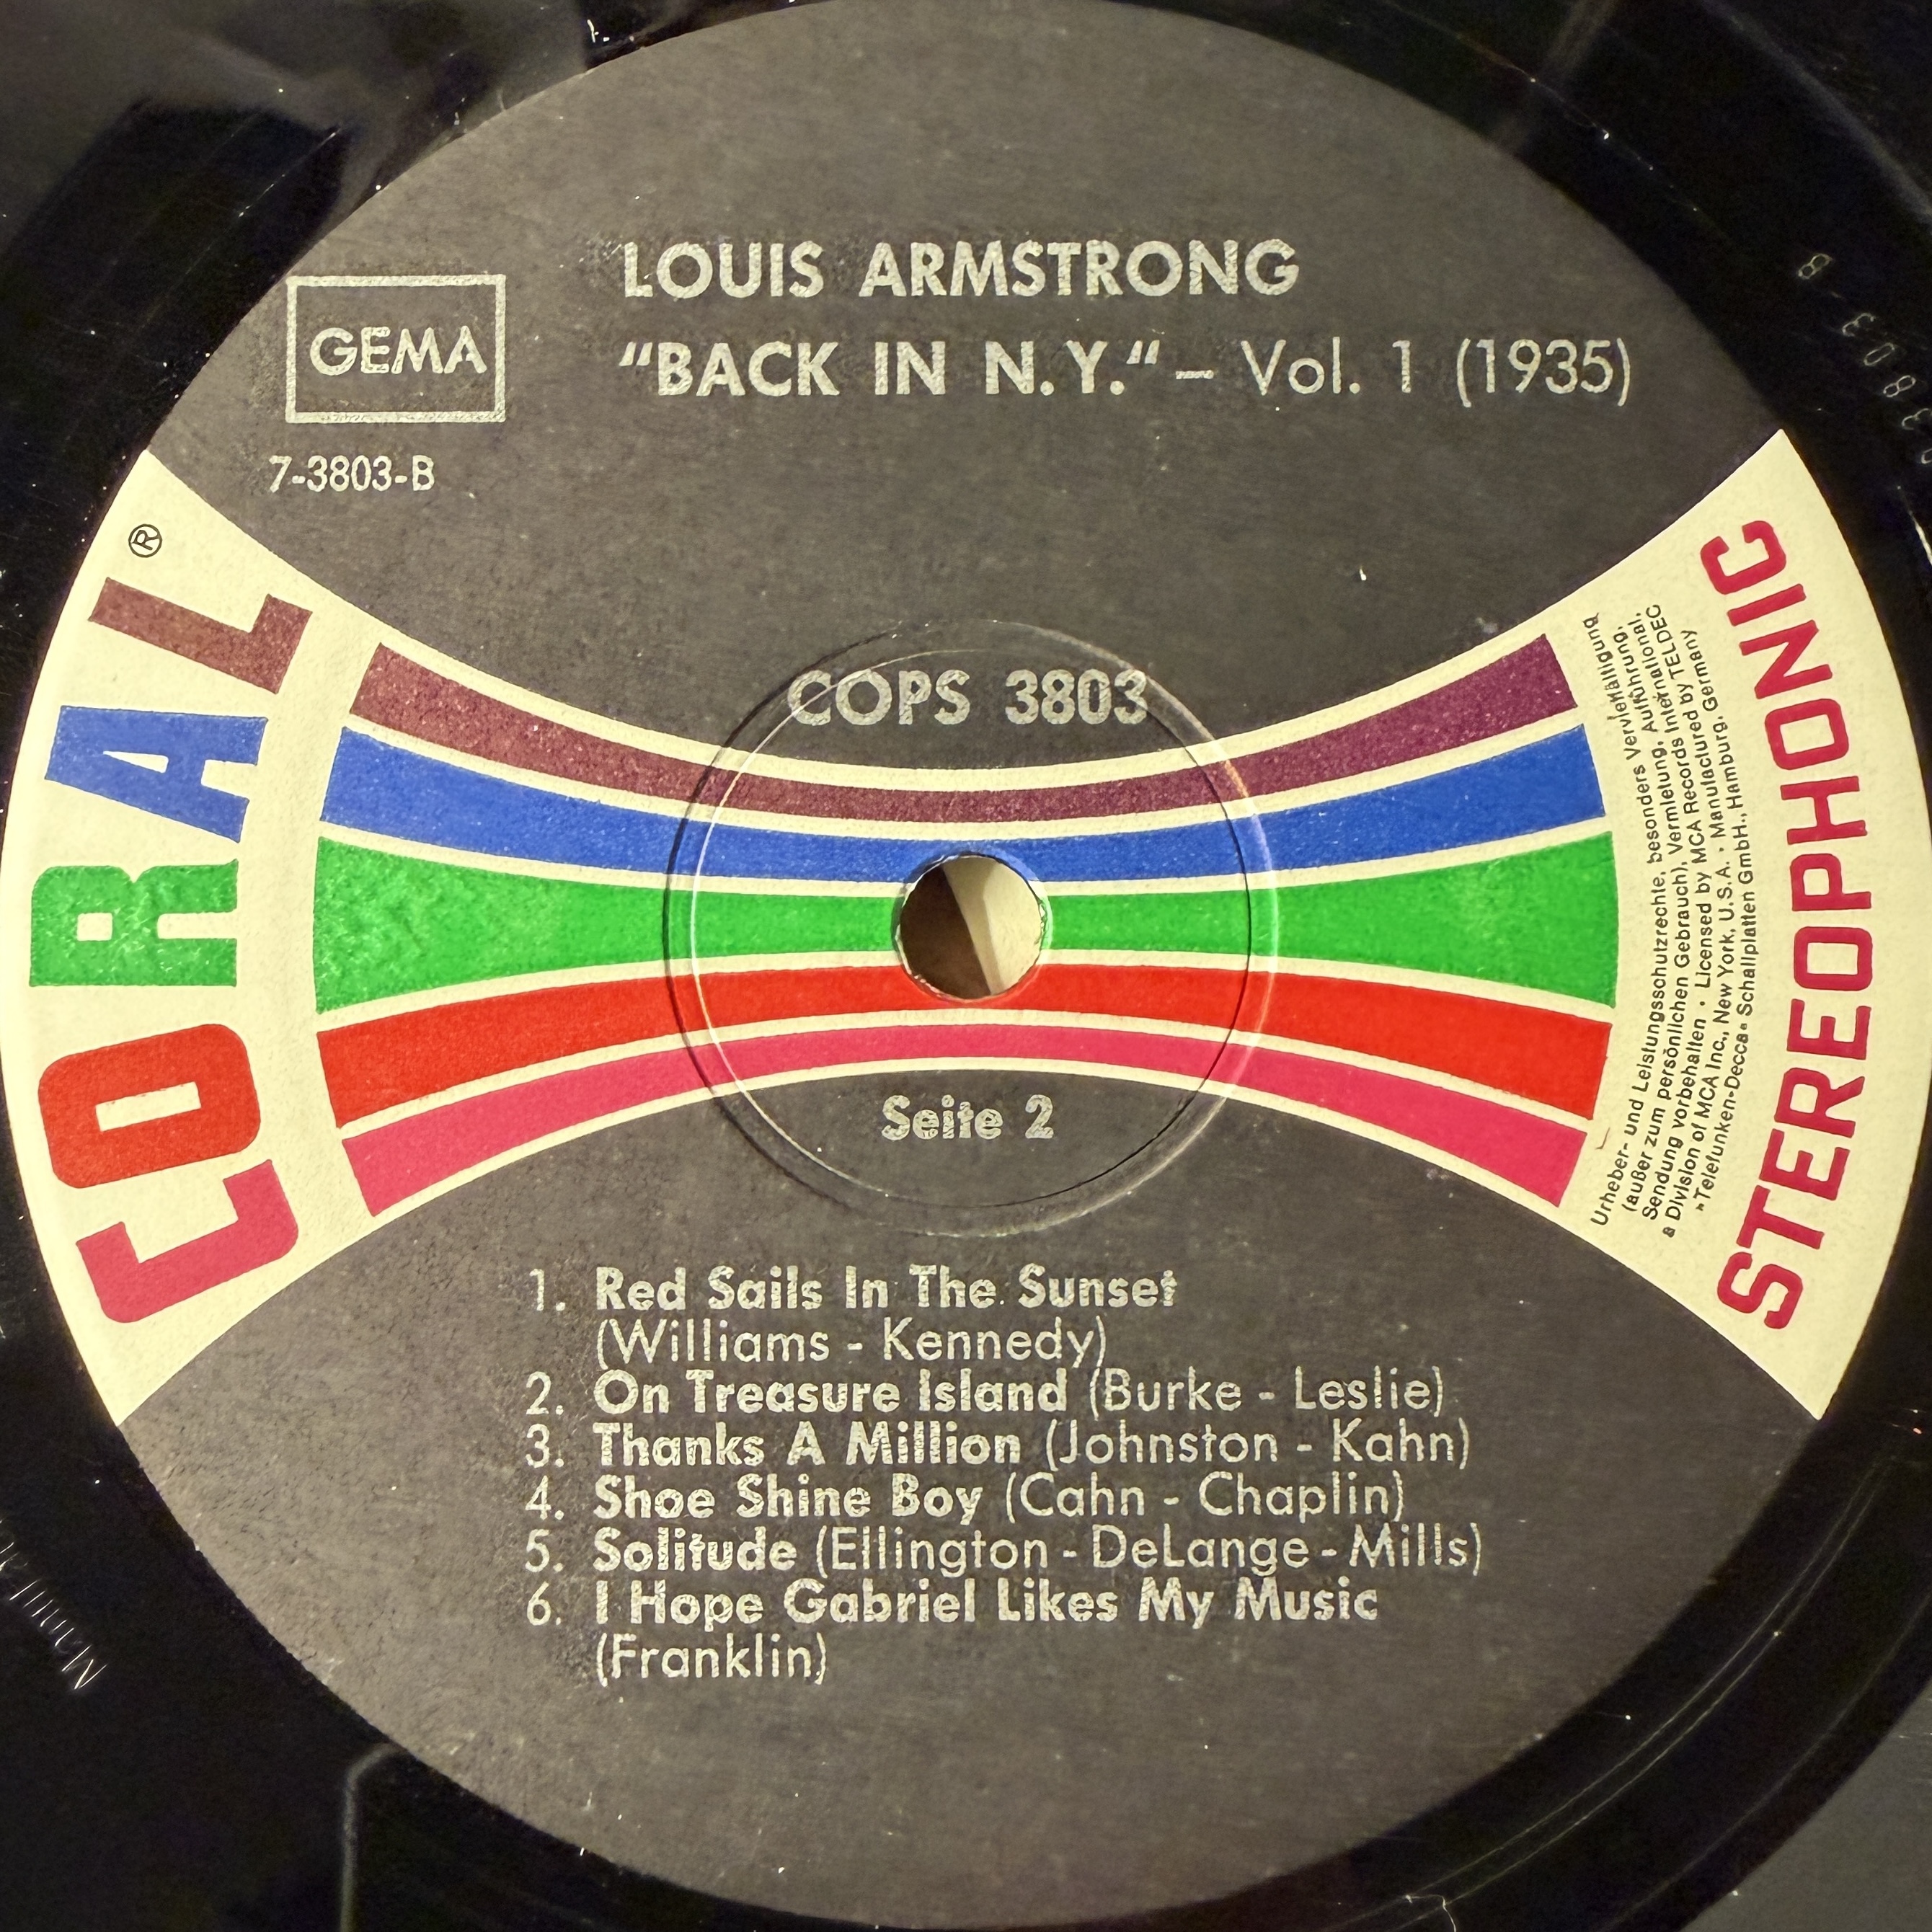 LOUIS ARMSTRONG
GEMA
"BACK IN N.Y." – Vol. 1 (1935)
7-3803-B
CORAL®
COPS 3803
STEREOPHONIC
Urheber- und Leistungsschutzrechte, besonders Vervielfältigung
(außer zum persönlichen Gebrauch), Vermietung, Aufführung,
Sendung vorbehalten · Licensed by MCA Records International,
a Division of MCA Inc., New York, U.S.A. · Manufactured by TELDEC
»Telefunken-Decca« Schallplatten GmbH., Hamburg, Germany
Seite 2
1. Red Sails In The Sunset
(Williams - Kennedy)
2. On Treasure Island (Burke - Leslie)
3. Thanks A Million (Johnston - Kahn)
4. Shoe Shine Boy (Cahn - Chaplin)
5. Solitude (Ellington - DeLange - Mills)
6. I Hope Gabriel Likes My Music
(Franklin)
3803-B